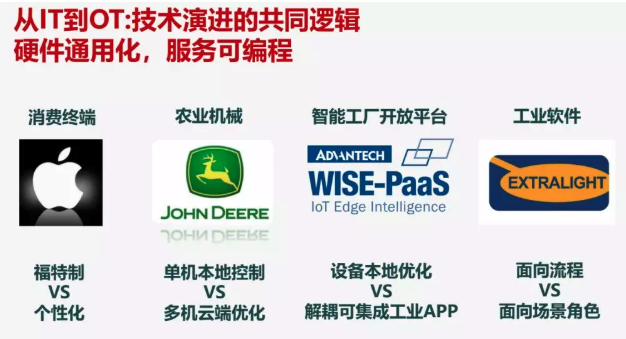 从IT到OT:技术演进的共同逻辑
硬件通用化，服务可编程
消费终端
农业机械
智能工厂开放平台
工业软件
JOHN DEERE
ADVANTECH
WISE-PaaS
IoT Edge Intelligence
EXTRALIGHT
福特制
VS
个性化
单机本地控制
VS
多机云端优化
设备本地优化
VS
解耦可集成工业APP
面向流程
VS
面向场景角色